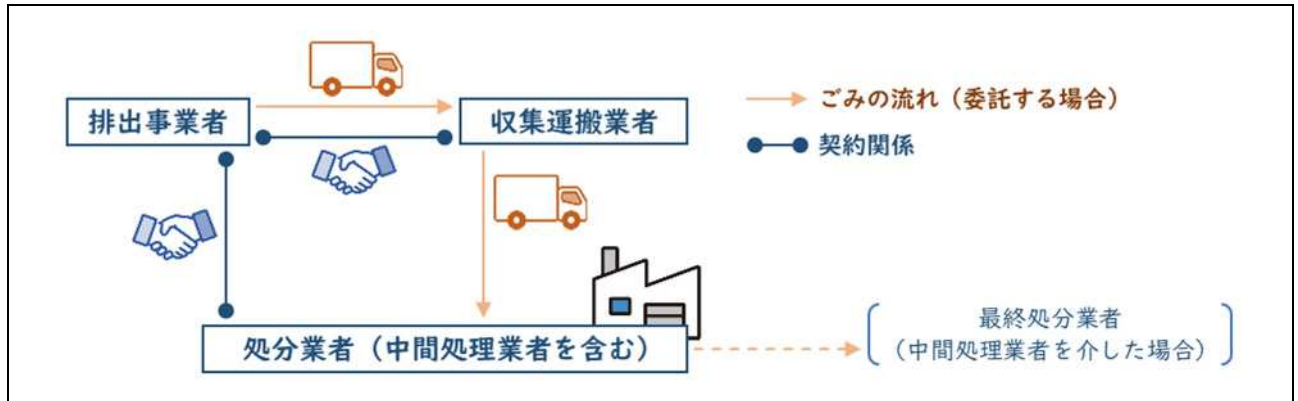 排出事業者
収集運搬業者
ごみの流れ（委託する場合）
契約関係
処分業者（中間処理業者を含む）
最終処分業者
（中間処理業者を介した場合）